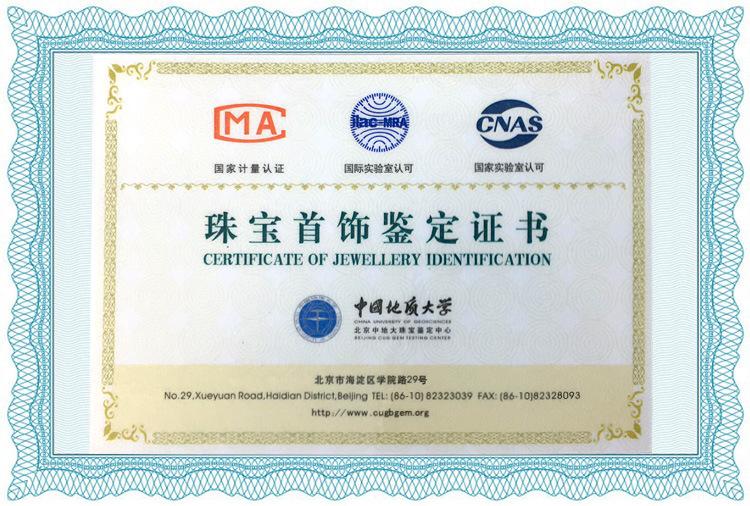 CMA
ilac-MRA
CNAS
国家计量认证
国际实验室认可
国家实验室认可
珠宝首饰鉴定证书
CERTIFICATE OF JEWELLERY IDENTIFICATION
中国地质大学
CHINA UNIVERSITY OF GEOSCIENCES
北京中地大珠宝鉴定中心
BEIJING CUG GEM TESTING CENTER
北京市海淀区学院路29号
No.29,Xueyuan Road,Haidian District,Beijing TEL: (86-10) 82323039 FAX: (86-10)82328093
http://www.cugbgem.org